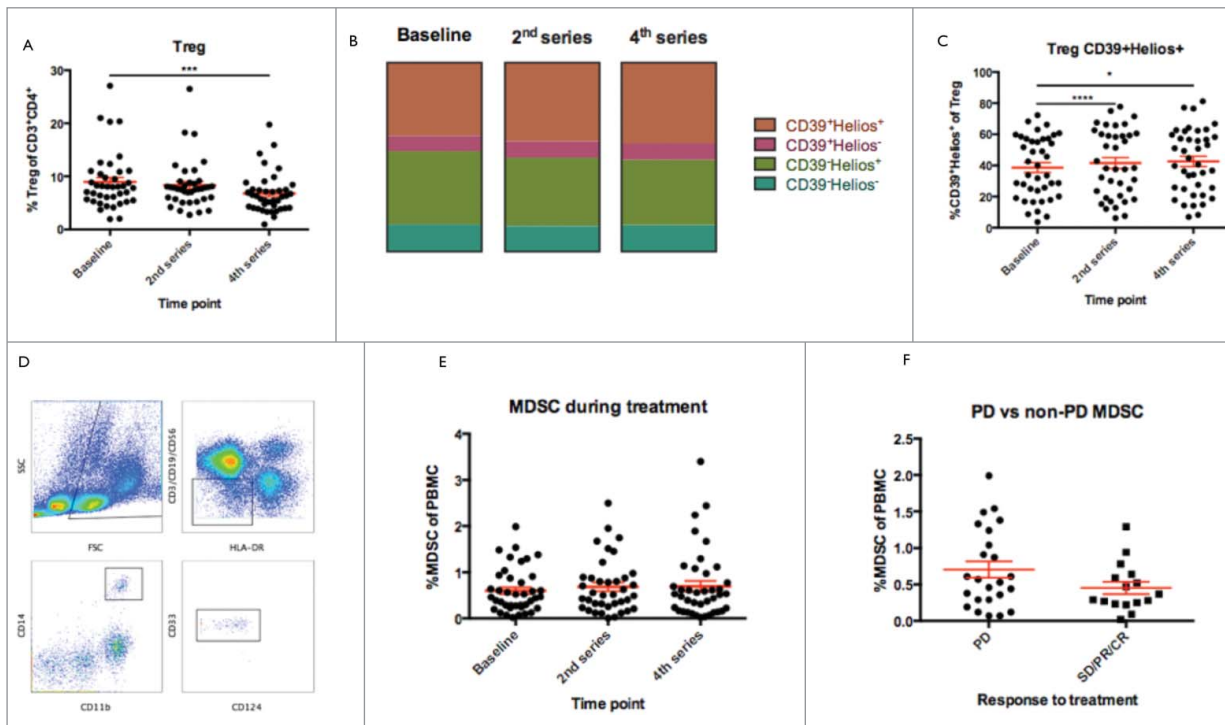 A
Treg
***
30
20
10
0
% Treg of CD3⁺CD4⁺
Baseline
2nd series
4th series
Time point
B
Baseline
2ⁿᵈ series
4ᵗʰ series
CD39⁺Helios⁺
CD39⁺Helios⁻
CD39⁻Helios⁺
CD39⁻Helios⁻
C
Treg CD39+Helios+
*
****
100
80
60
40
20
0
%CD39⁺Helios⁺ of Treg
Baseline
2nd series
4th series
Time point
D
SSC
FSC
CD3/CD19/CD56
HLA-DR
CD14
CD11b
CD33
CD124
E
MDSC during treatment
4
3
2
1
0
%MDSC of PBMC
Baseline
2nd series
4th series
Time point
F
PD vs non-PD MDSC
2.5
2.0
1.5
1.0
0.5
0.0
%MDSC of PBMC
PD
SD/PR/CR
Response to treatment